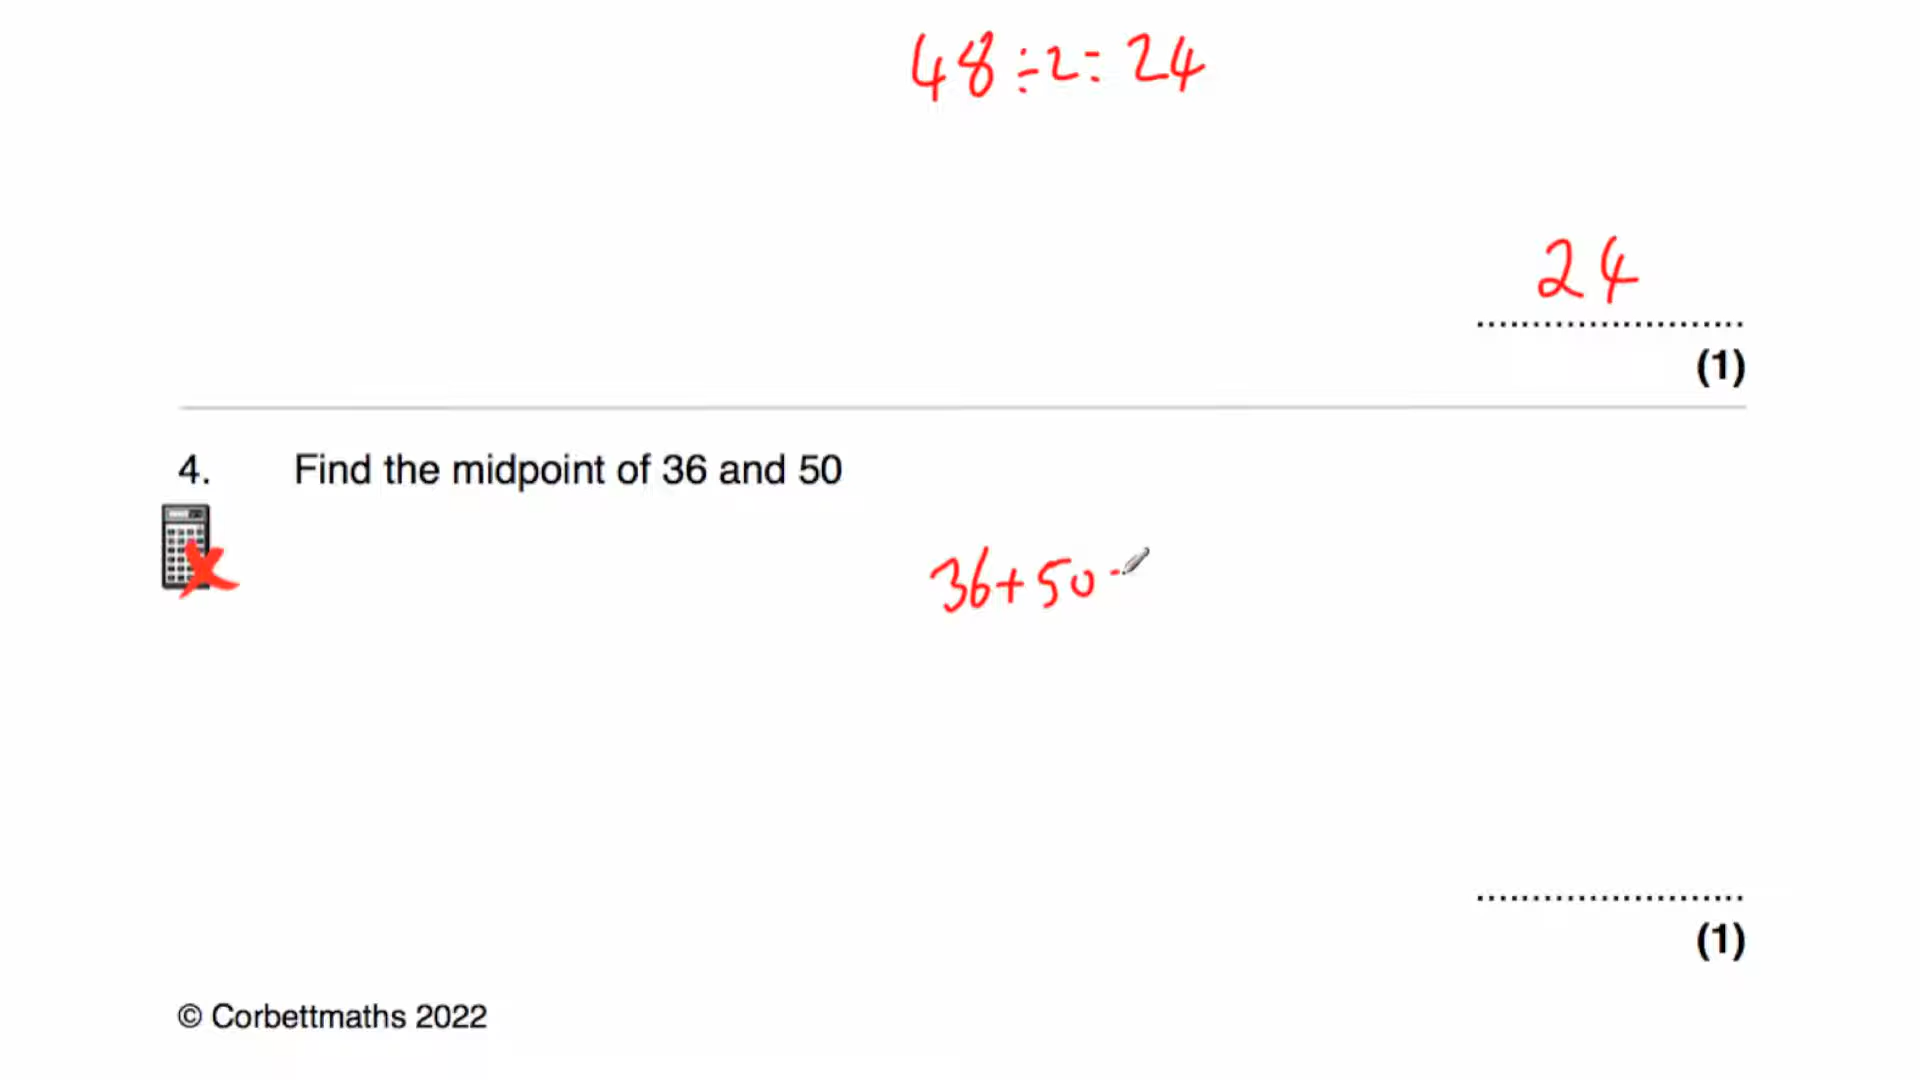 48 ÷ 2 = 24
24
(1)
4. Find the midpoint of 36 and 50
36 + 50 -
(1)
© Corbettmaths 2022